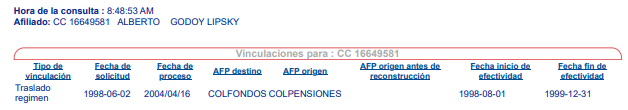 Hora de la consulta : 8:48:53 AM
Afiliado: CC 16649581 ALBERTO GODOY LIPSKY
Vinculaciones para : CC 16649581
Tipo de vinculación Fecha de solicitud Fecha de proceso AFP destino AFP origen AFP origen antes de reconstrucción Fecha inicio de efectividad Fecha fin de efectividad
Traslado regimen 1998-06-02 2004/04/16 COLFONDOS COLPENSIONES 1998-08-01 1999-12-31